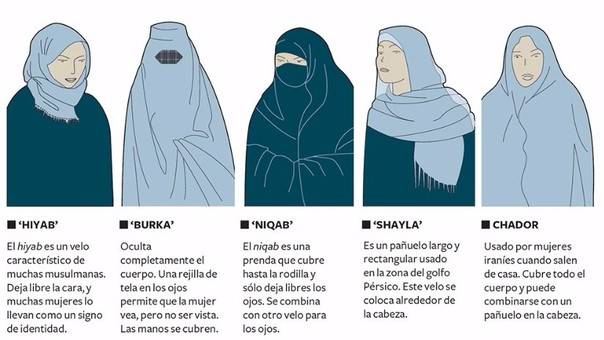 'HIYAB'
El hiyab es un velo
característico de
muchas musulmanas.
Deja libre la cara, y
muchas mujeres lo
llevan como un signo
de identidad.
'BURKA'
Oculta
completamente el
cuerpo. Una rejilla de
tela en los ojos
permite que la mujer
vea, pero no ser vista.
Las manos se cubren.
'NIQAB'
El niqab es una
prenda que cubre
hasta la rodilla y
sólo deja libres los
ojos. Se combina
con otro velo para
los ojos.
'SHAYLA'
Es un pañuelo largo y
rectangular usado
en la zona del golfo
Pérsico. Este velo se
coloca alrededor de
la cabeza.
CHADOR
Usado por mujeres
iraníes cuando salen
de casa. Cubre todo el
cuerpo y puede
combinarse con un
pañuelo en la cabeza.